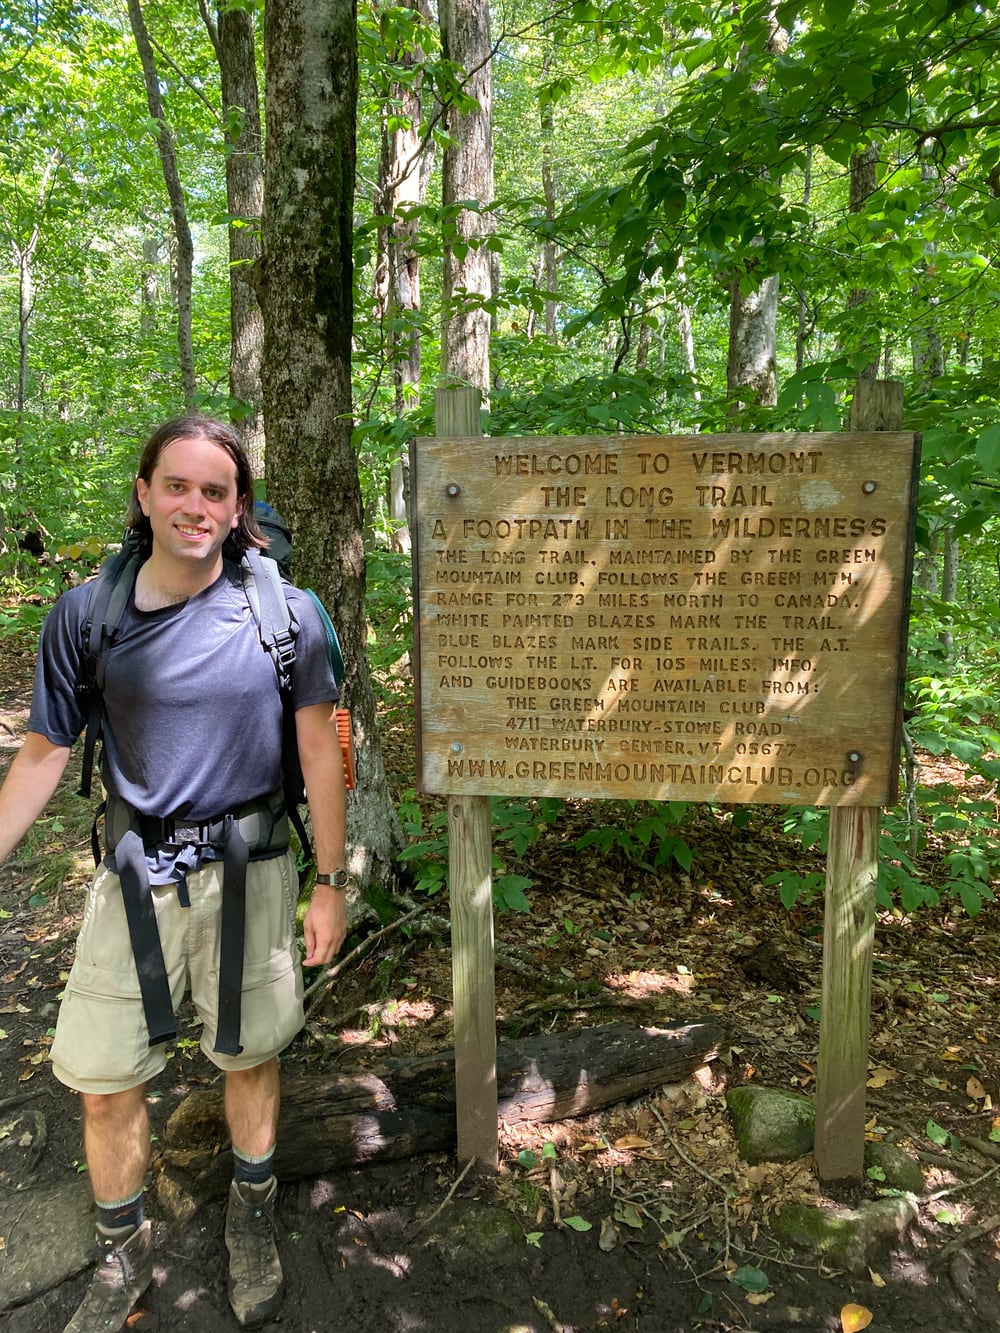 WELCOME TO VERMONT
THE LONG TRAIL
A FOOTPATH IN THE WILDERNESS
THE LONG TRAIL, MAINTAINED BY THE GREEN
MOUNTAIN CLUB, FOLLOWS THE GREEN MTN.
RANGE FOR 273 MILES NORTH TO CANADA.
WHITE PAINTED BLAZES MARK THE TRAIL.
BLUE BLAZES MARK SIDE TRAILS. THE A.T.
FOLLOWS THE L.T. FOR 105 MILES. INFO.
AND GUIDEBOOKS ARE AVAILABLE FROM:
THE GREEN MOUNTAIN CLUB
4711 WATERBURY-STOWE ROAD
WATERBURY CENTER, VT 05677
WWW.GREENMOUNTAINCLUB.ORG